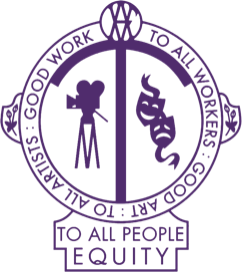 GOOD WORK TO ALL WORKERS : GOOD ART : TO ALL ARTISTS :
TO ALL PEOPLE
EQUITY